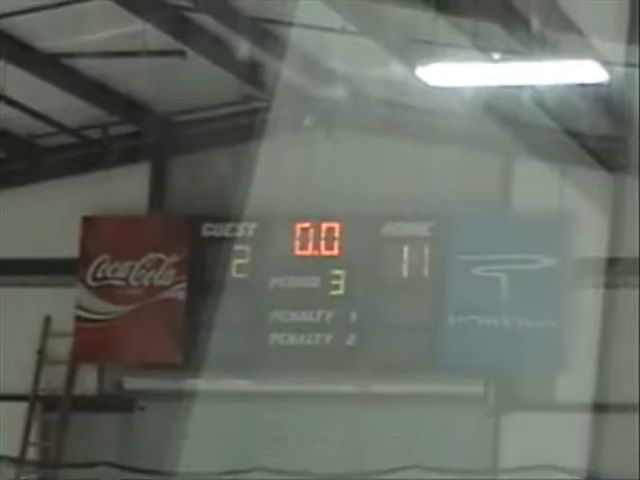 Coca-Cola
GUEST 0.0 HOME
2 11
PERIOD 3
PENALTY 1
PENALTY 2